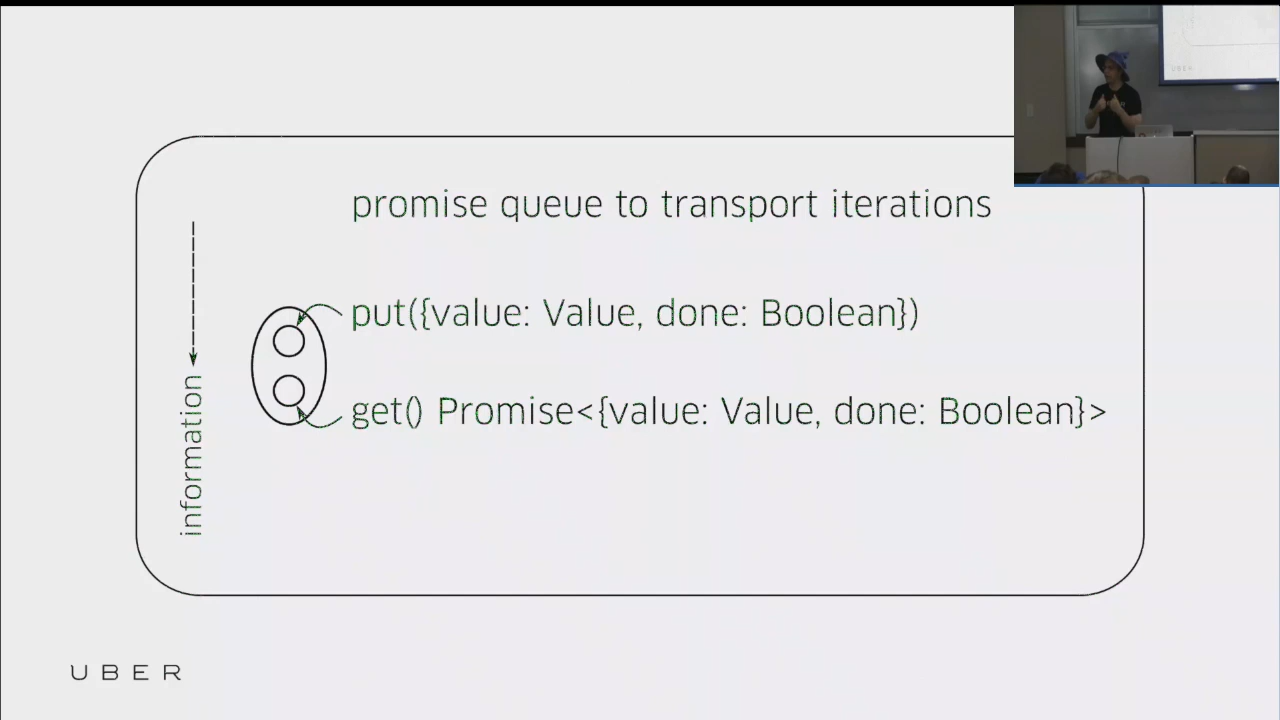 promise queue to transport iterations
put({value: Value, done: Boolean})
get() Promise<{value: Value, done: Boolean}>
information
UBER